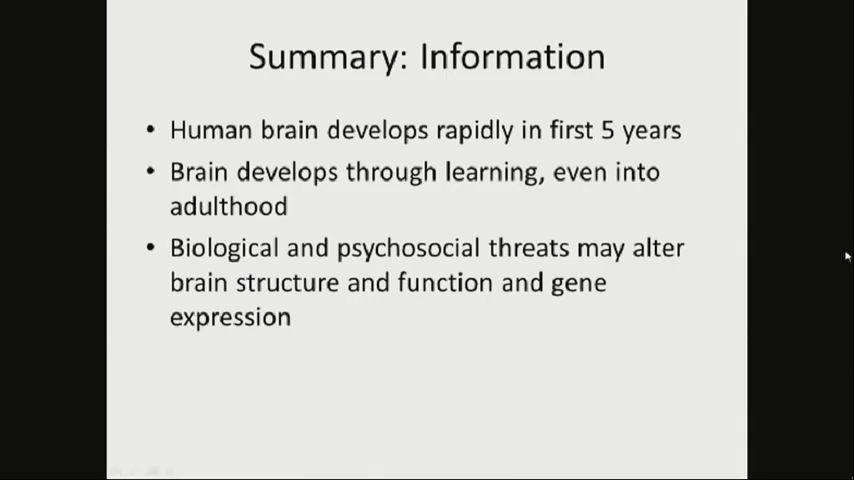 Summary: Information
• Human brain develops rapidly in first 5 years
• Brain develops through learning, even into
adulthood
• Biological and psychosocial threats may alter
brain structure and function and gene
expression